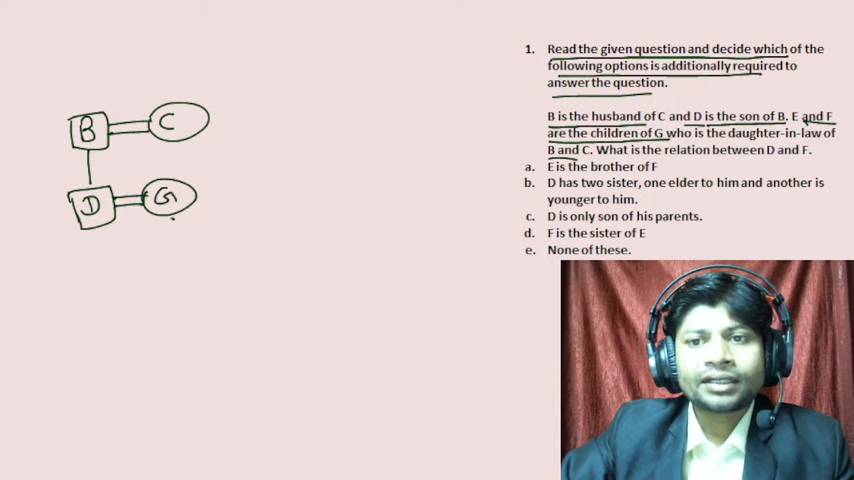 1. Read the given question and decide which of the
following options is additionally required to
answer the question.
B is the husband of C and D is the son of B. E and F
are the children of G who is the daughter-in-law of
B and C. What is the relation between D and F.
a. E is the brother of F
b. D has two sister, one elder to him and another is
younger to him.
c. D is only son of his parents.
d. F is the sister of E
e. None of these.
B C
D G